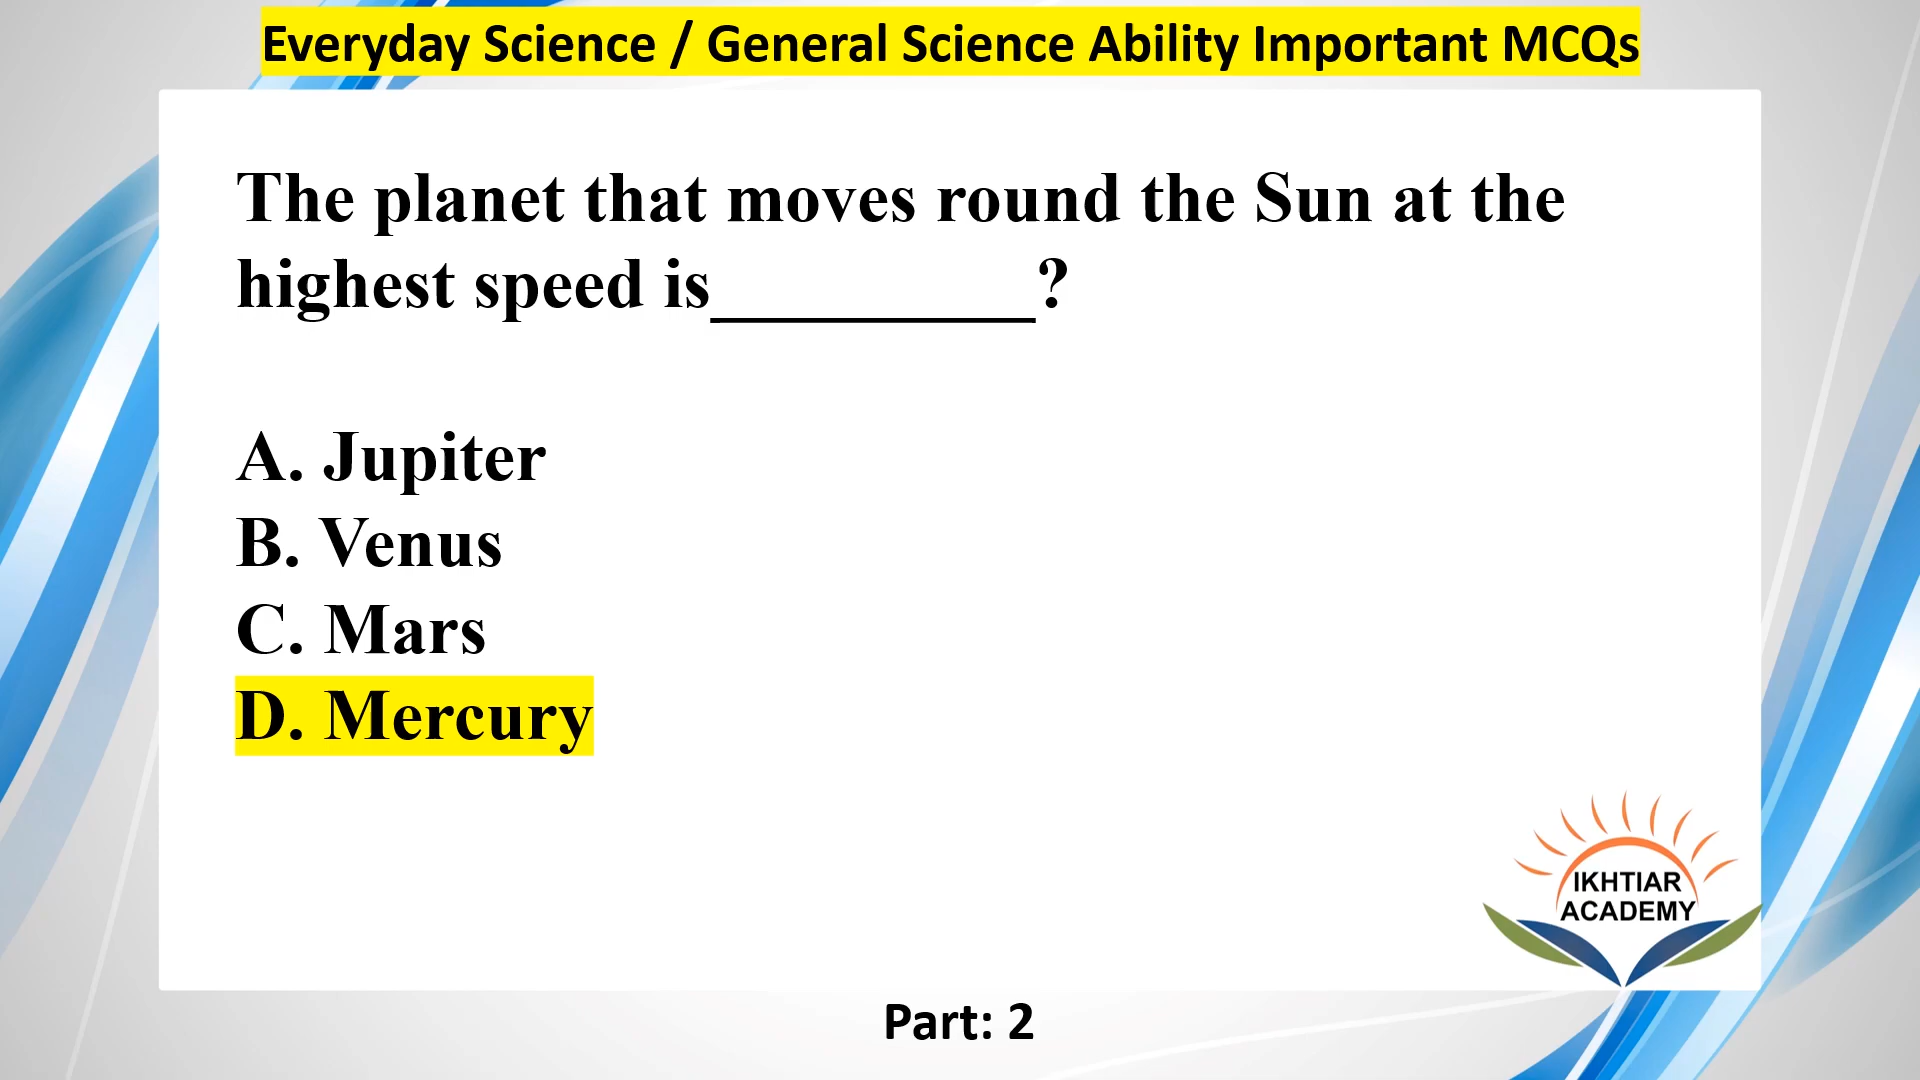 Everyday Science / General Science Ability Important MCQs
The planet that moves round the Sun at the
highest speed is_________?
A. Jupiter
B. Venus
C. Mars
D. Mercury
IKHTIAR
ACADEMY
Part: 2